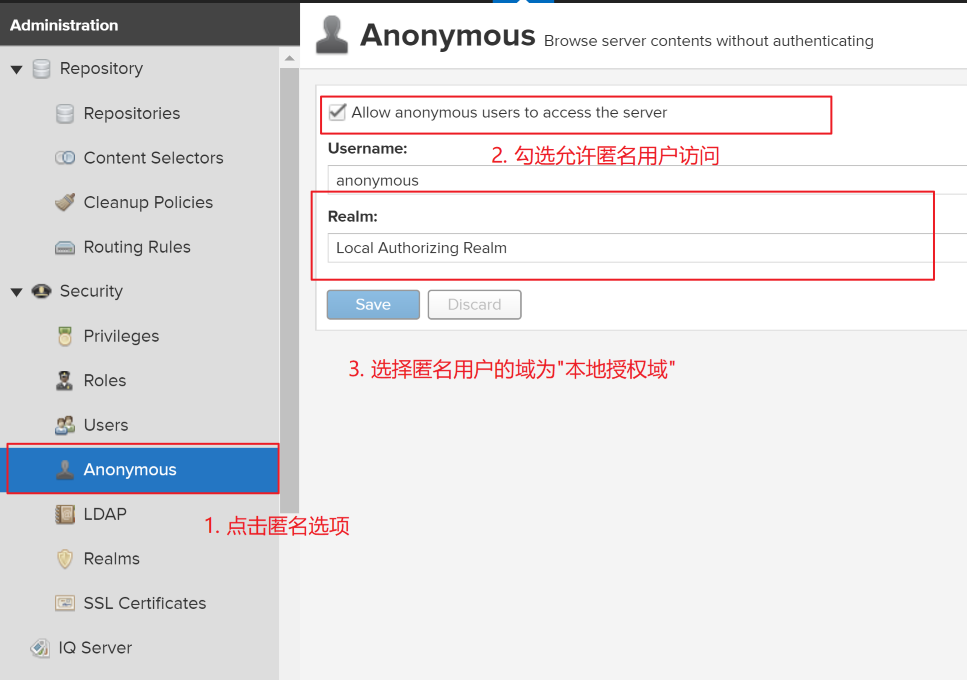 Administration
Repository
Repositories
Content Selectors
Cleanup Policies
Routing Rules
Security
Privileges
Roles
Users
Anonymous
LDAP
Realms
SSL Certificates
IQ Server
1. 点击匿名选项
Anonymous Browse server contents without authenticating
Allow anonymous users to access the server
Username:
2. 勾选允许匿名用户访问
anonymous
Realm:
Local Authorizing Realm
Save Discard
3. 选择匿名用户的域为"本地授权域"